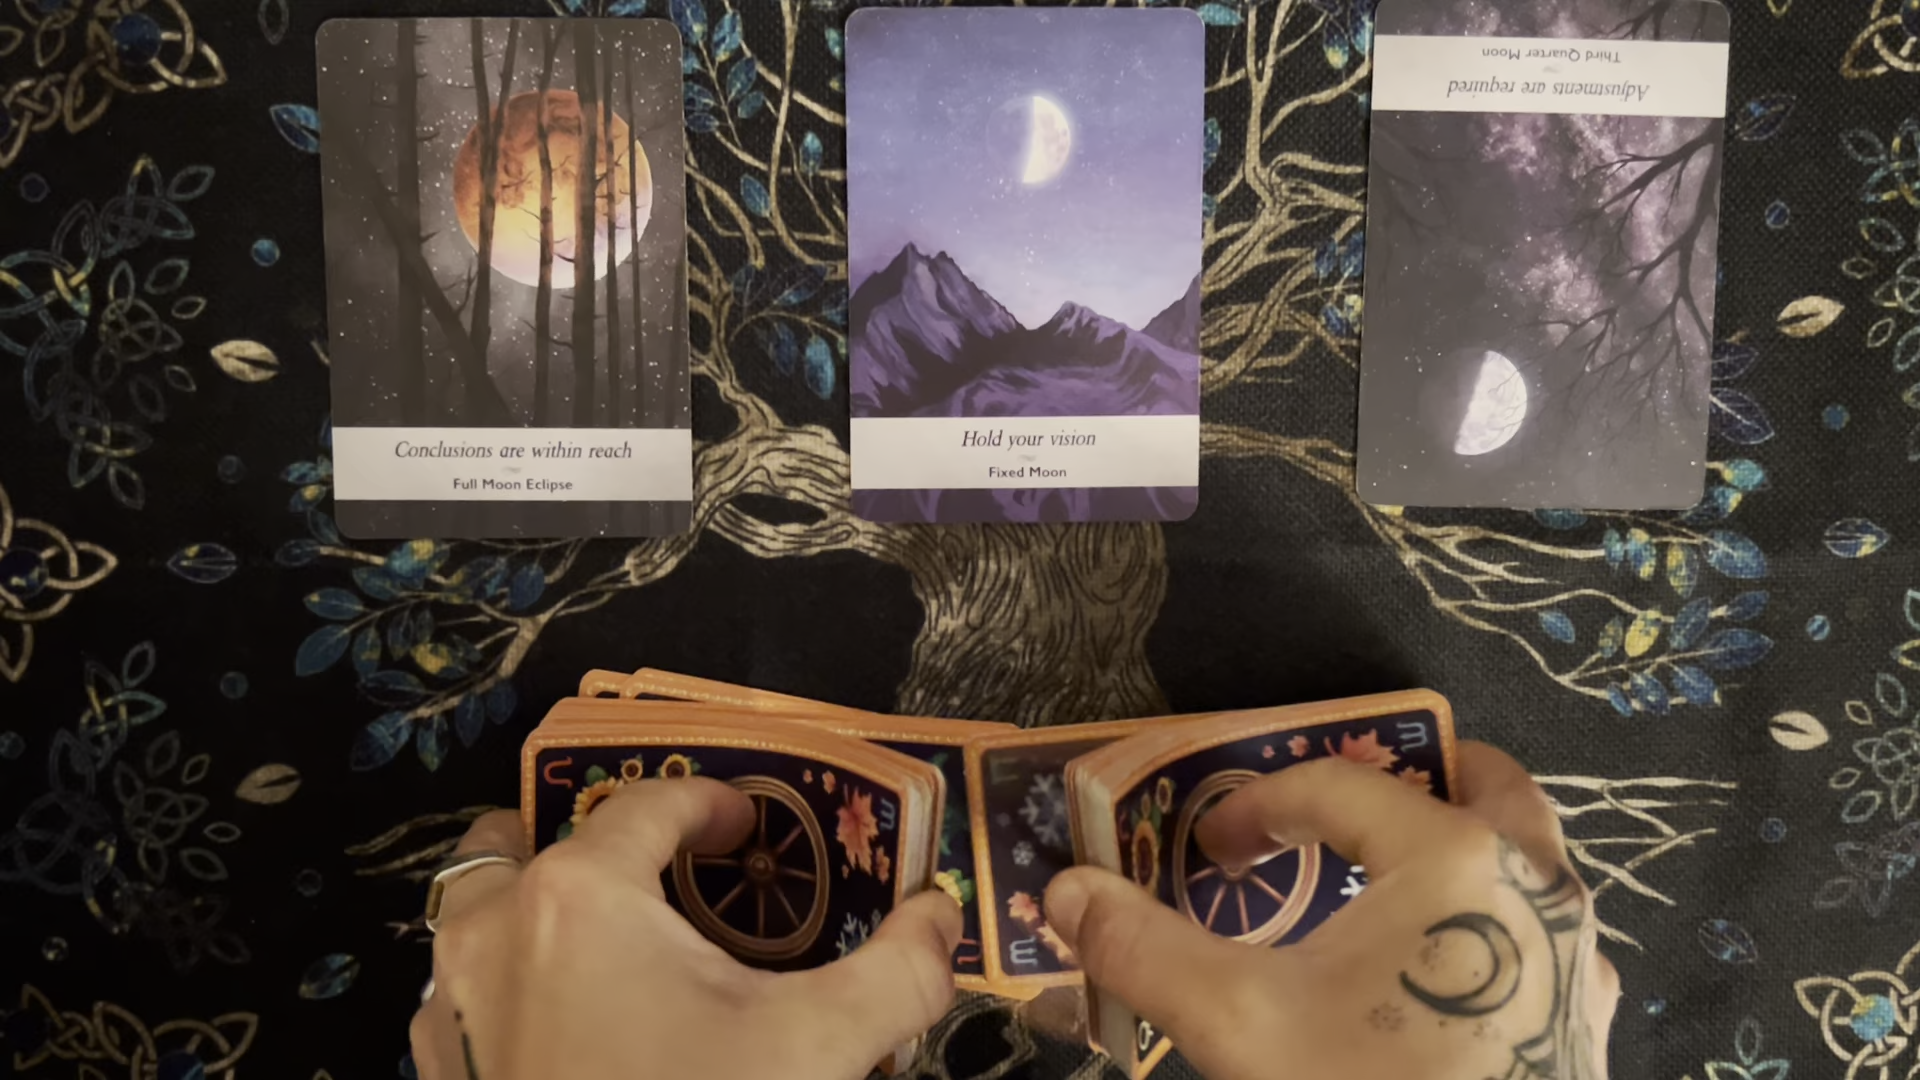 Conclusions are within reach
Full Moon Eclipse
Hold your vision
Fixed Moon
Adjustments are required
Third Quarter Moon